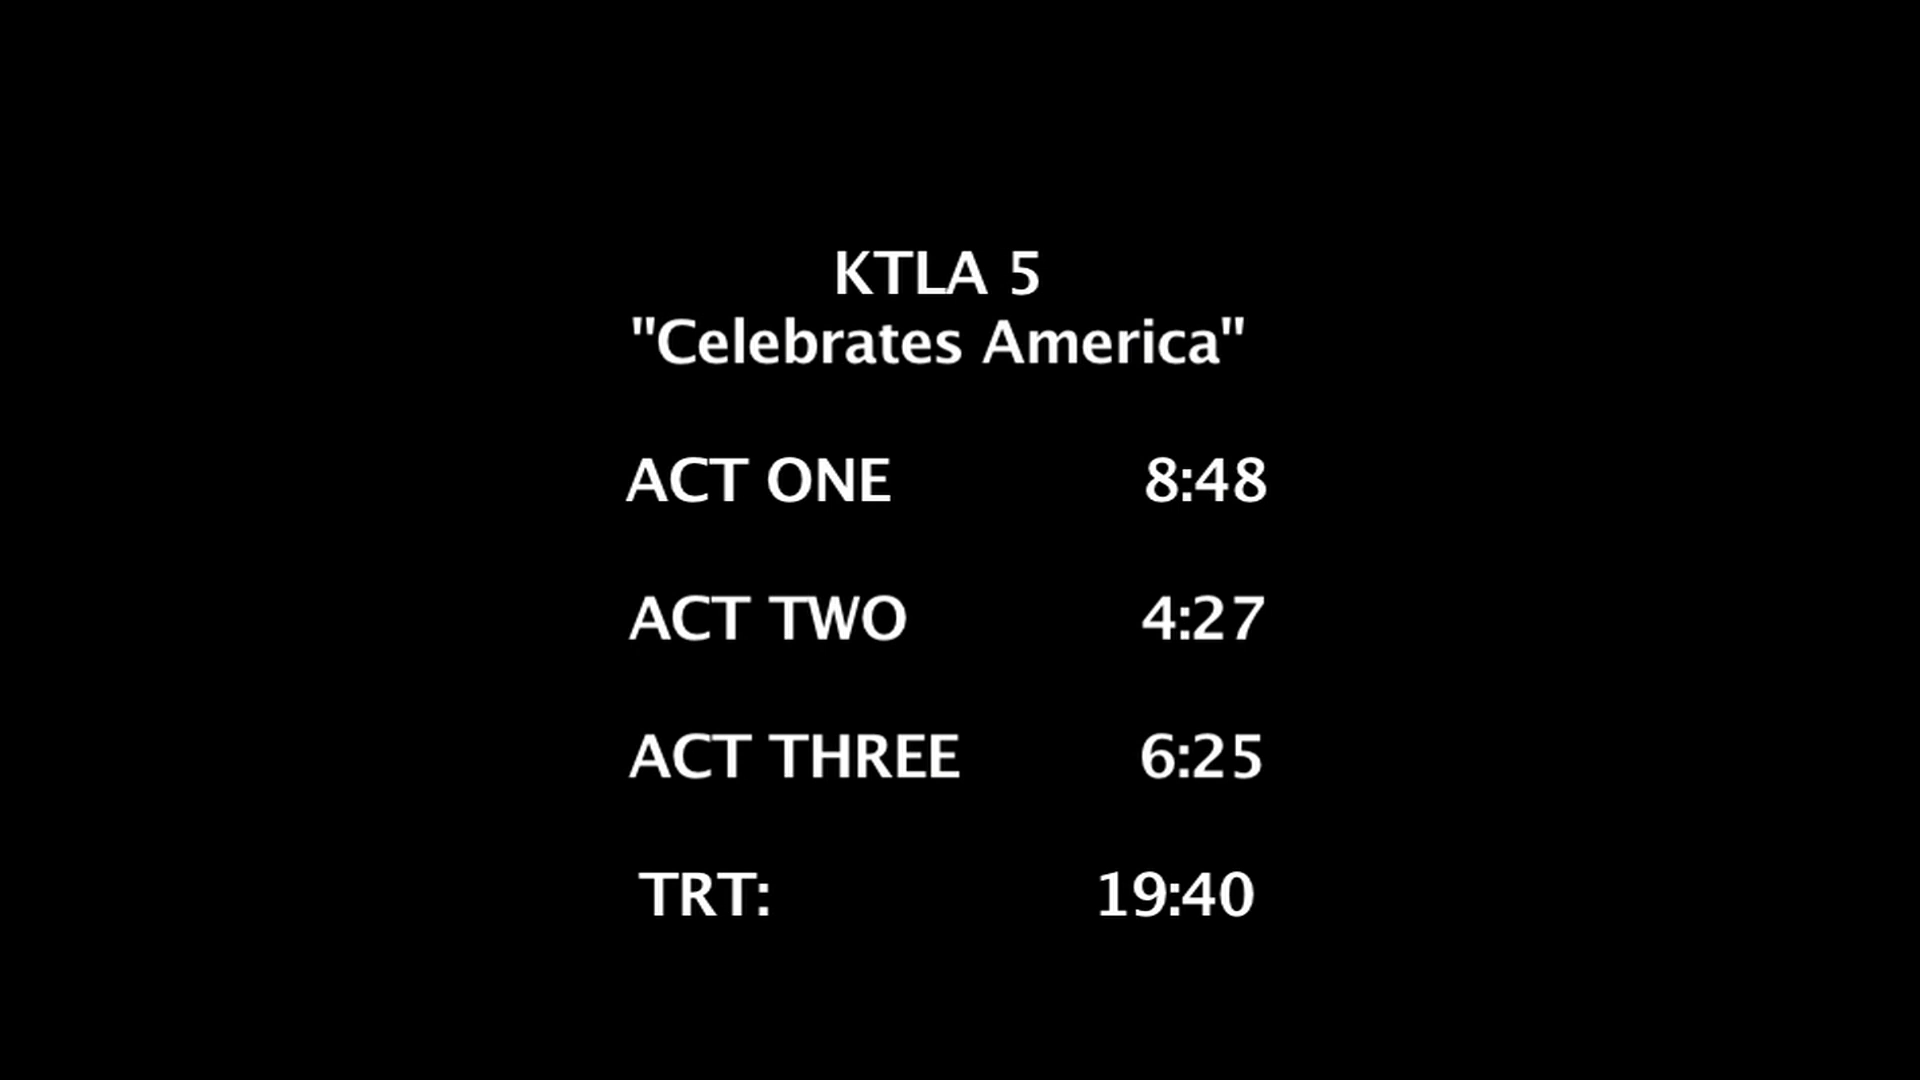 KTLA 5
"Celebrates America"
ACT ONE 8:48
ACT TWO 4:27
ACT THREE 6:25
TRT: 19:40